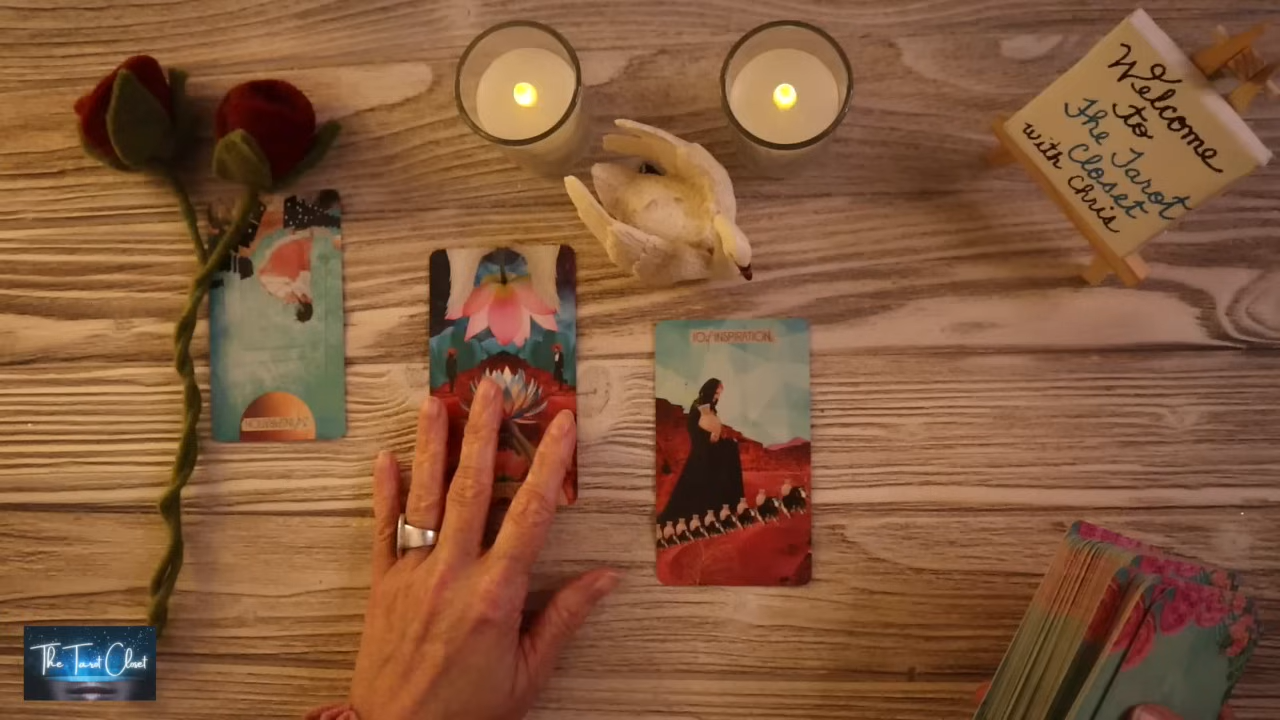 Welcome
to
The Tarot
Closet
with Chris
10/INSPIRATION
The Tarot Closet